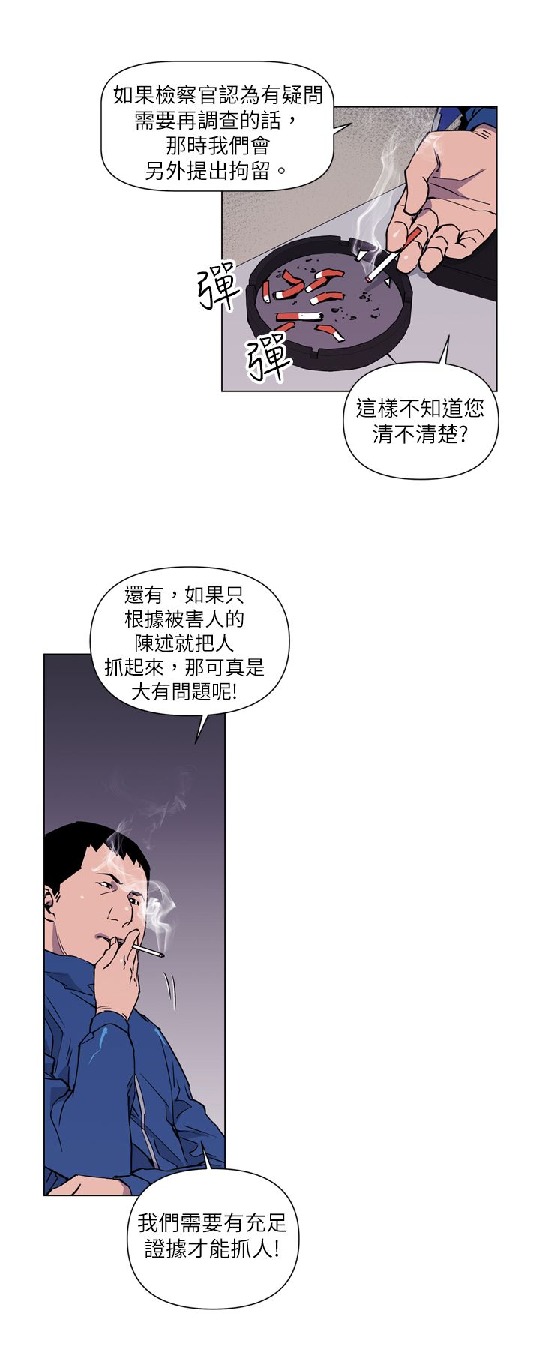 如果檢察官認為有疑問
需要再調查的話，
那時我們會
另外提出拘留。
彈
彈
這樣不知道您
清不清楚?
還有，如果只
根據被害人的
陳述就把人
抓起來，那可真是
大有問題呢!
我們需要有充足
證據才能抓人!